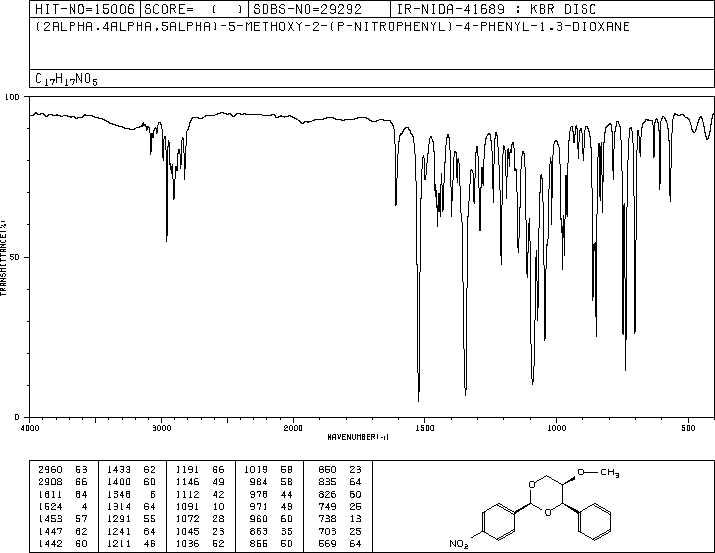 HIT-NO=15006 SCORE= ( ) SDBS-NO=29292 IR-NIDA-41689 : KBR DISC
(2ALPHA.4ALPHA,5ALPHA)-5-METHOXY-2-(P-NITROPHENYL)-4-PHENYL-1.3-DIOXANE
C17H17NO5
100
50
0
TRANSMITTANCE(%)
4000 3000 2000 1500 1000 500
WAVENUMBER(-1)
2960 53 1433 62 1191 66 1019 58 860 23
2908 66 1400 60 1146 49 984 58 835 64
1611 64 1348 6 1112 42 978 44 826 60
1524 4 1314 64 1091 10 971 49 749 25
1453 57 1291 55 1072 28 960 60 738 13
1447 62 1241 64 1045 23 863 35 703 25
1442 60 1211 46 1036 52 856 50 569 64
O CH3
O
O
NO2